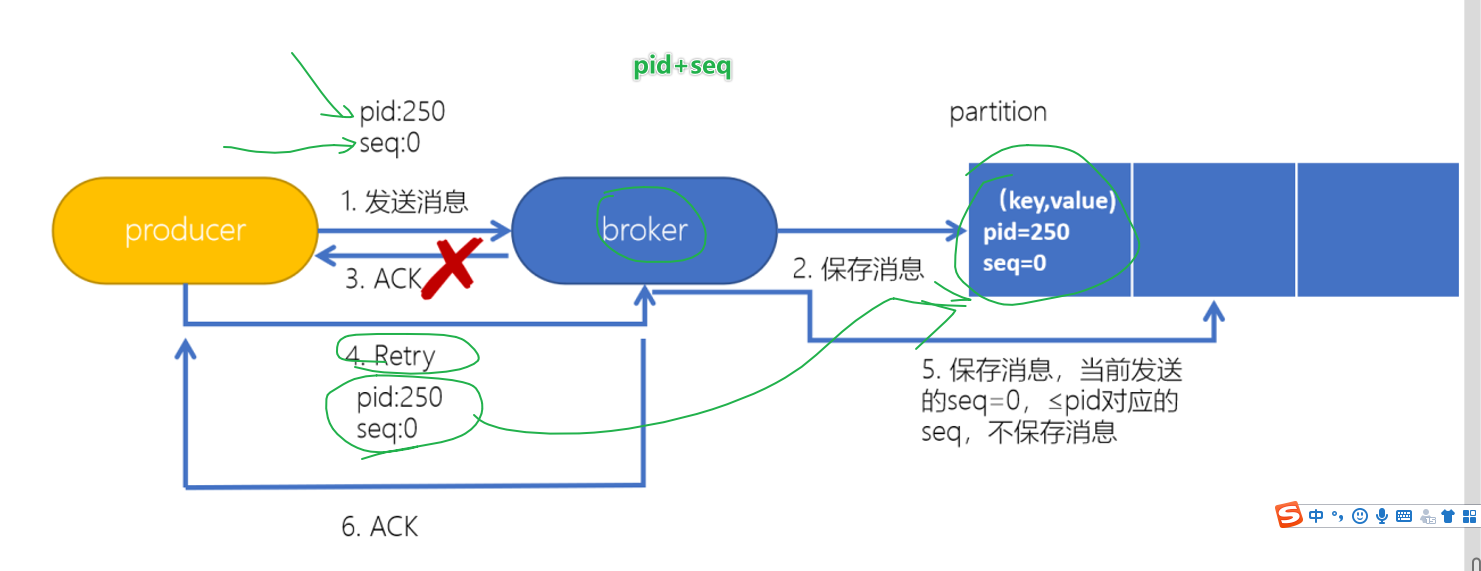 pid+seq
pid:250
seq:0
partition
producer
1. 发送消息
broker
(key,value)
pid=250
seq=0
3. ACK
2. 保存消息
4. Retry
pid:250
seq:0
5. 保存消息，当前发送
的seq=0，≤pid对应的
seq，不保存消息
6. ACK
S中